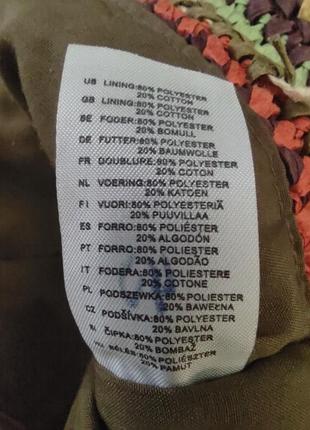 US LINING:80% POLYESTER
20% COTTON
GB LINING:80% POLYESTER
20% COTTON
SE FODER:80% POLYESTER
20% BOMULL
DE FUTTER:80% POLYESTER
20% BAUMWOLLE
FR DOUBLURE:80% POLYESTER
20% COTON
NL VOERING:80% POLYESTER
20% KATOEN
FI VUORI:80% POLYESTERIÄ
20% PUUVILLAA
ES FORRO:80% POLIÉSTER
20% ALGODÓN
PT FORRO:80% POLIÉSTER
20% ALGODÃO
IT FODERA:80% POLIESTERE
20% COTONE
PL PODSZEWKA:80% POLIESTER
20% BAWEŁNA
CZ PODŠÍVKA:80% POLYESTER
20% BAVLNA
ČIPKA:80% POLYESTER
20% BOMBAŽ
BÉLÉS:80% POLIÉSZTER
20% PAMUT